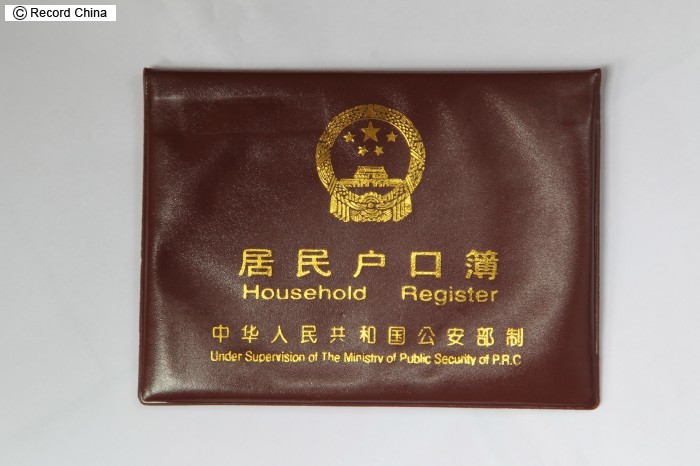 © Record China
居民户口簿
Household Register
中华人民共和国公安部制
Under Supervision of The Ministry of Public Security of P.R.C